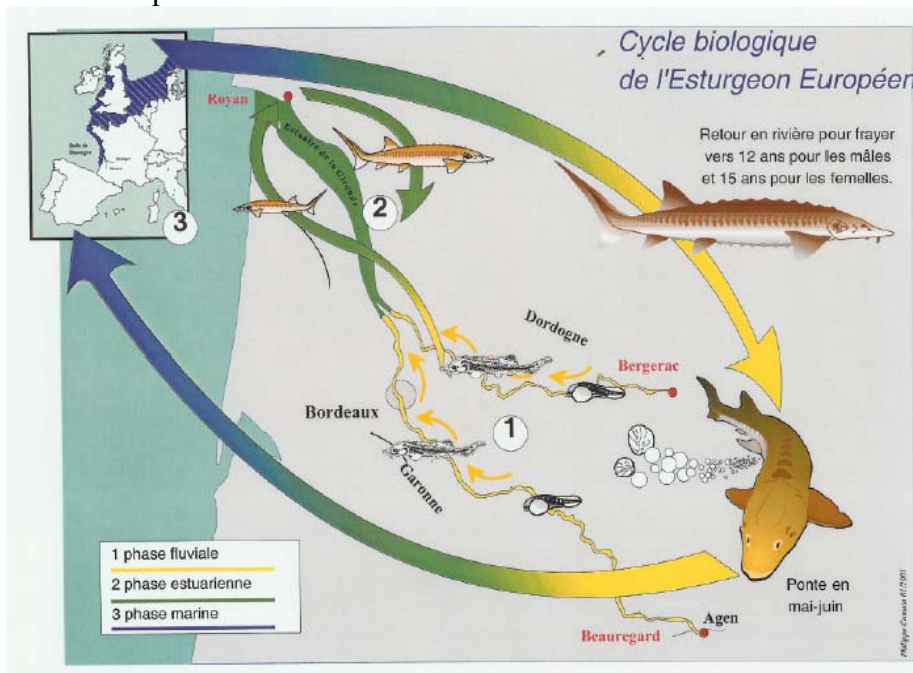 Cycle biologique
de l'Esturgeon Européen
Retour en rivière pour frayer
vers 12 ans pour les mâles
et 15 ans pour les femelles.
3
Royan
Estuaire de la Gironde
2
Dordogne
Bergerac
Bordeaux
1
Garonne
1 phase fluviale
2 phase estuarienne
3 phase marine
Ponte en
mai-juin
Agen
Beauregard